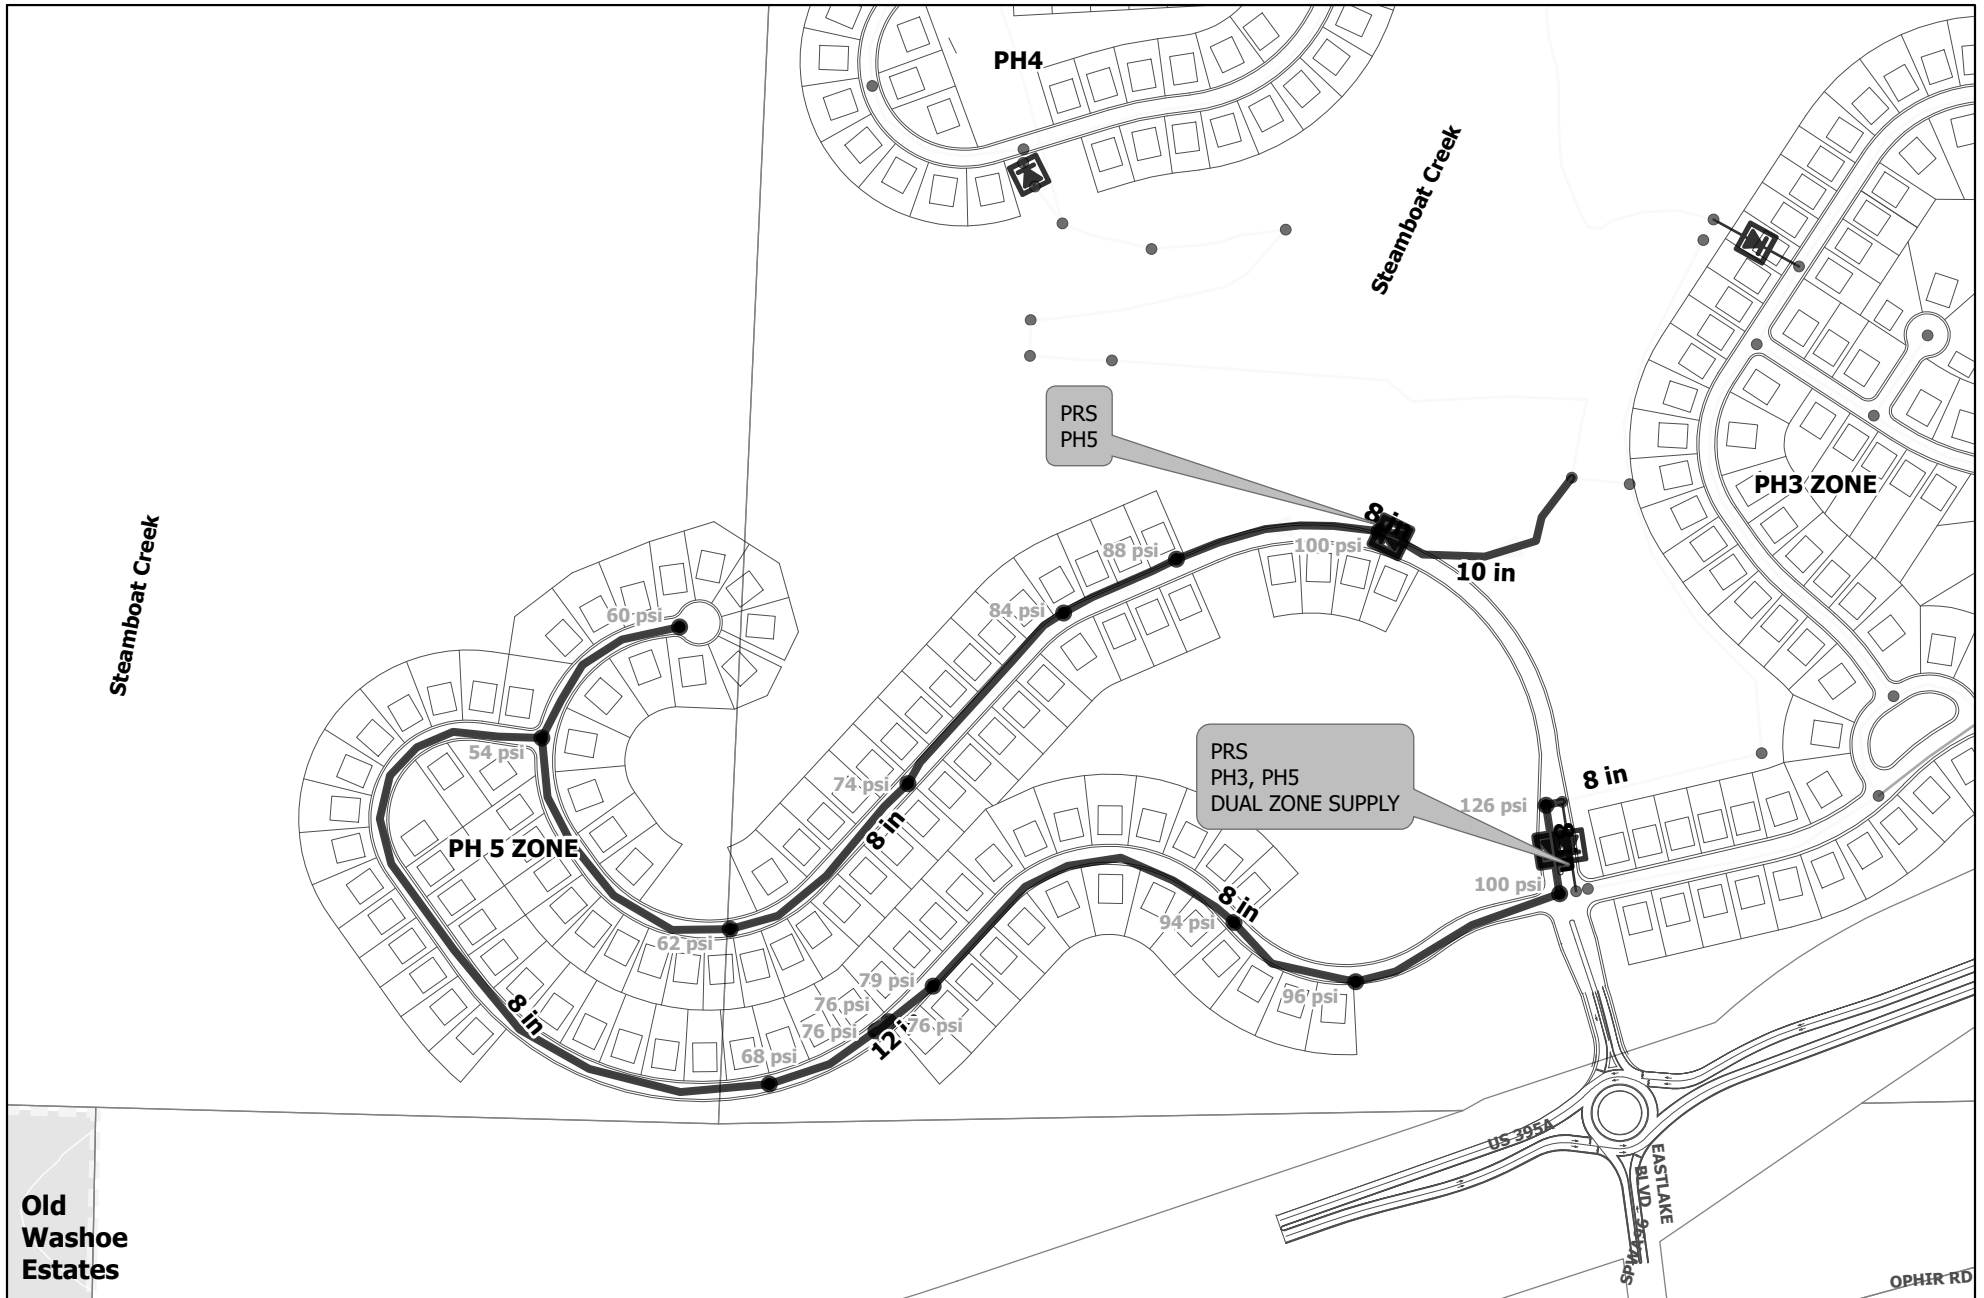 PH4
Steamboat Creek
PRS
PH5
PH3 ZONE
8 in
88 psi
100 psi
10 in
Steamboat Creek
84 psi
60 psi
54 psi
74 psi
PRS
PH3, PH5
DUAL ZONE SUPPLY
8 in
126 psi
PH 5 ZONE
8 in
100 psi
8 in
94 psi
62 psi
79 psi
96 psi
76 psi
76 psi
76 psi
8 in
12 i
68 psi
US 395A
EASTLAKE
BLVD
Old
Washoe
Estates
OPHIR RD